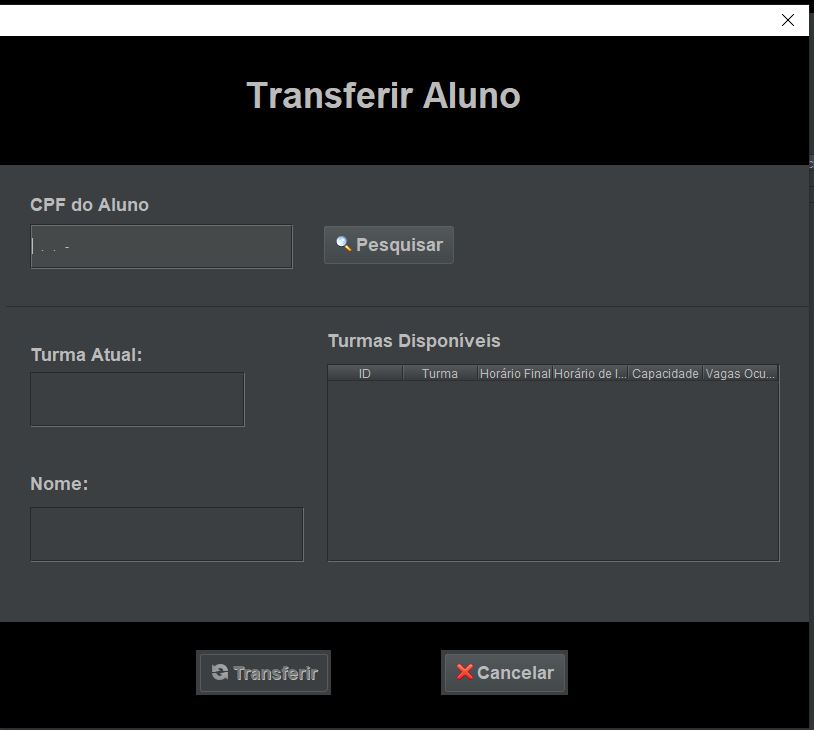 Transferir Aluno
CPF do Aluno
. . -
Pesquisar
Turma Atual:
Turmas Disponíveis
ID Turma Horário Final Horário de I... Capacidade Vagas Ocu...
Nome:
Transferir
Cancelar